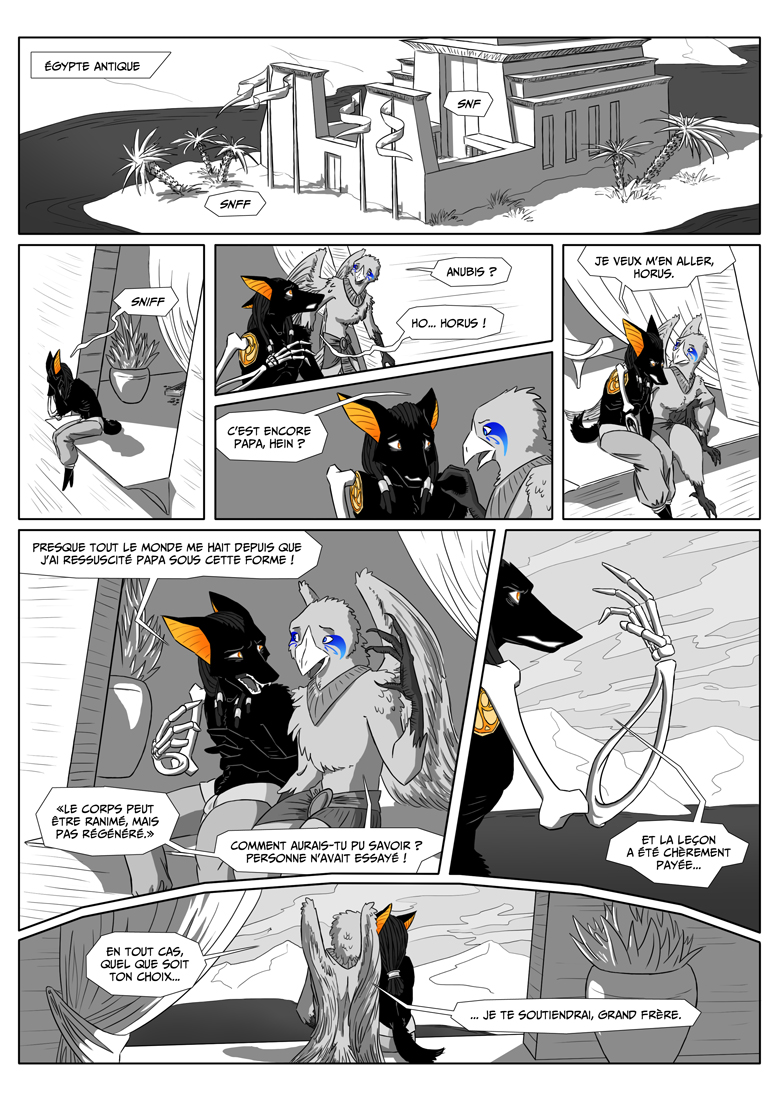 ÉGYPTE ANTIQUE
SNF
SNFF
SNIFF
ANUBIS ?
HO... HORUS !
C'EST ENCORE
PAPA, HEIN ?
JE VEUX M'EN ALLER,
HORUS.
PRESQUE TOUT LE MONDE ME HAIT DEPUIS QUE
J'AI RESSUSCITÉ PAPA SOUS CETTE FORME !
«LE CORPS PEUT
ÊTRE RANIMÉ, MAIS
PAS RÉGÉNÉRÉ.»
COMMENT AURAIS-TU PU SAVOIR ?
PERSONNE N'AVAIT ESSAYÉ !
ET LA LEÇON
A ÉTÉ CHÈREMENT
PAYÉE...
EN TOUT CAS,
QUEL QUE SOIT
TON CHOIX...
... JE TE SOUTIENDRAI, GRAND FRÈRE.